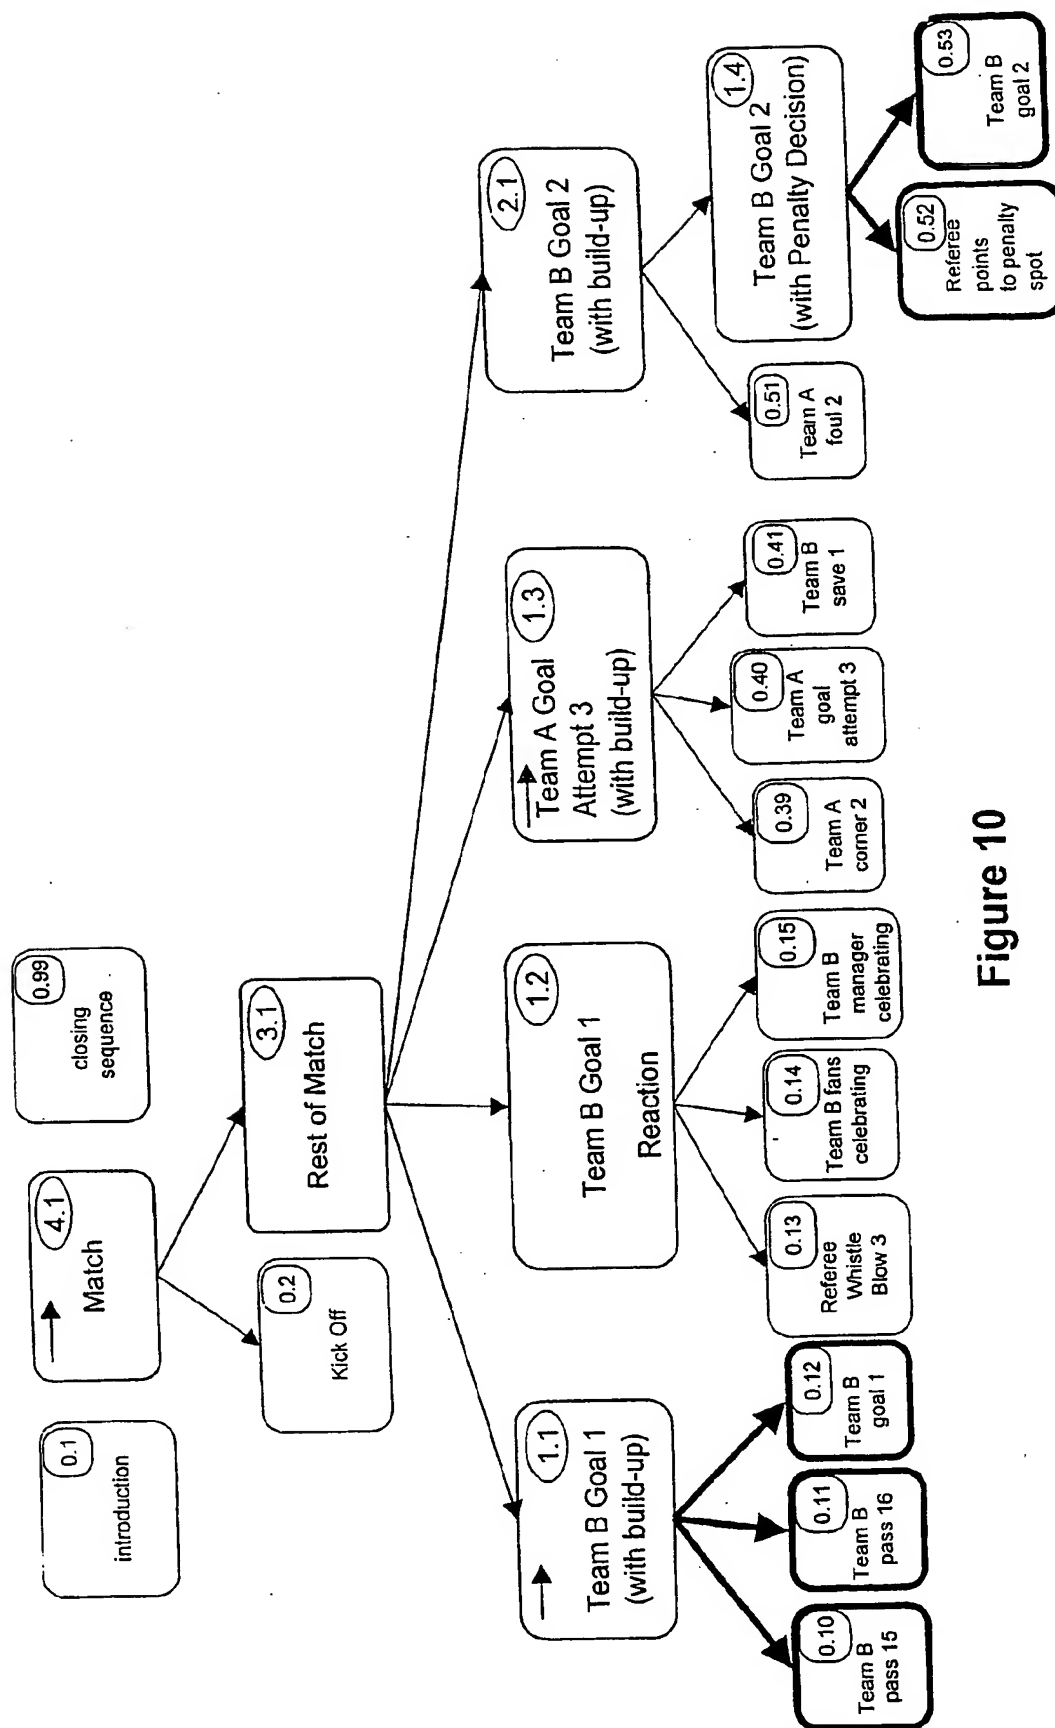 0.1
introduction
4.1
Match
0.99
closing
sequence
0.2
Kick Off
3.1
Rest of Match
1.1
Team B Goal 1
(with build-up)
1.2
Team B Goal 1
Reaction
1.3
Team A Goal
Attempt 3
(with build-up)
2.1
Team B Goal 2
(with build-up)
0.10
Team B
pass 15
0.11
Team B
pass 16
0.12
Team B
goal 1
0.13
Referee
Whistle
Blow 3
0.14
Team B fans
celebrating
0.15
Team B
manager
celebrating
0.39
Team A
corner 2
0.40
Team A
goal
attempt 3
0.41
Team B
save 1
0.51
Team A
foul 2
1.4
Team B Goal 2
(with Penalty Decision)
0.52
Referee
points
to penalty
spot
0.53
Team B
goal 2
Figure 10